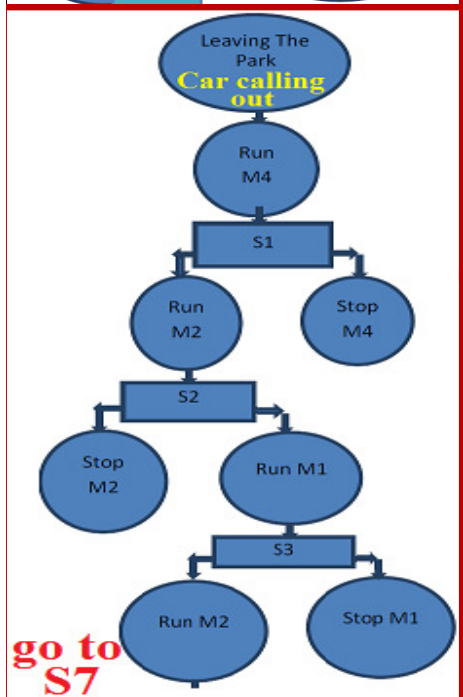 Leaving The
Park
Car calling
out
Run
M4
S1
Run
M2
Stop
M4
S2
Stop
M2
Run M1
S3
Run M2
Stop M1
go to
S7